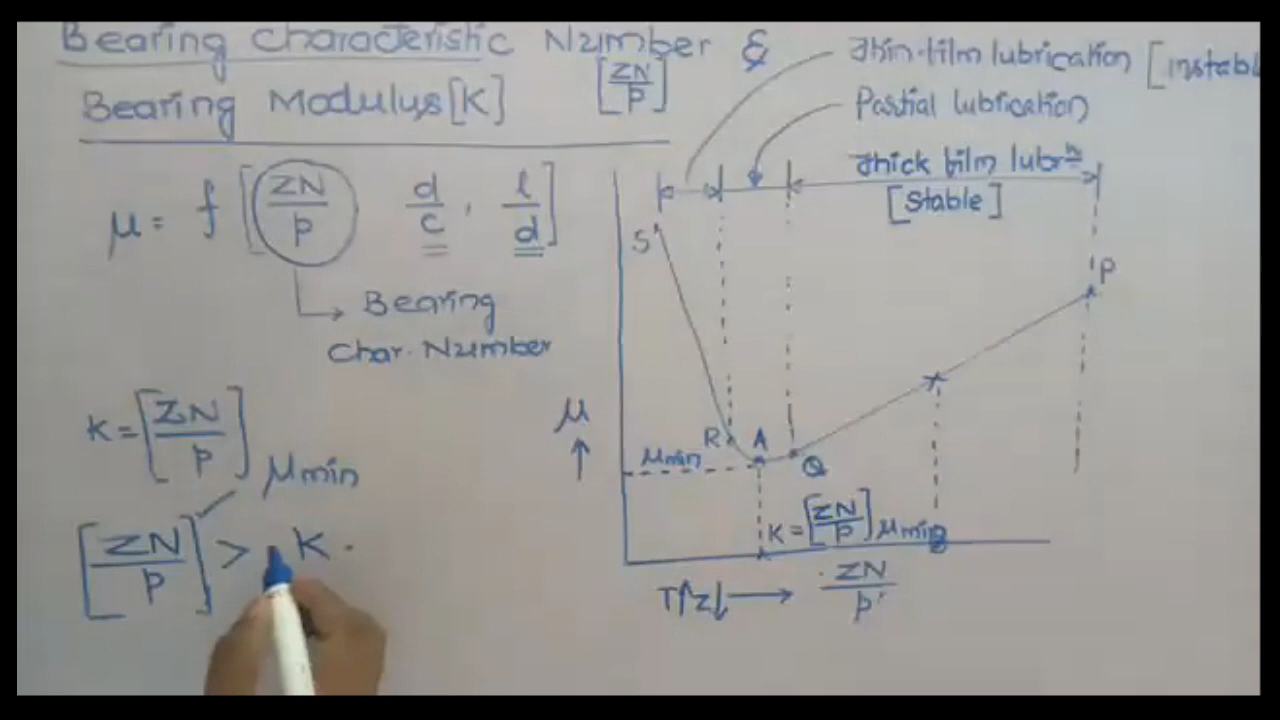 Bearing Characteristic Number &
Bearing Modulus[K] [ZN/P]
μ = f [ZN/P d/c, l/d]
Bearing
Char. Number
K = [ZN/P] μmin
[ZN/P] > K.
Thin film lubrication [instabl
Partial lubrication
Thick film lubrn
[Stable]
S
P
R A Q
μ
μmin
K = [ZN/P] μmin
T↑Z↓ → ZN/P